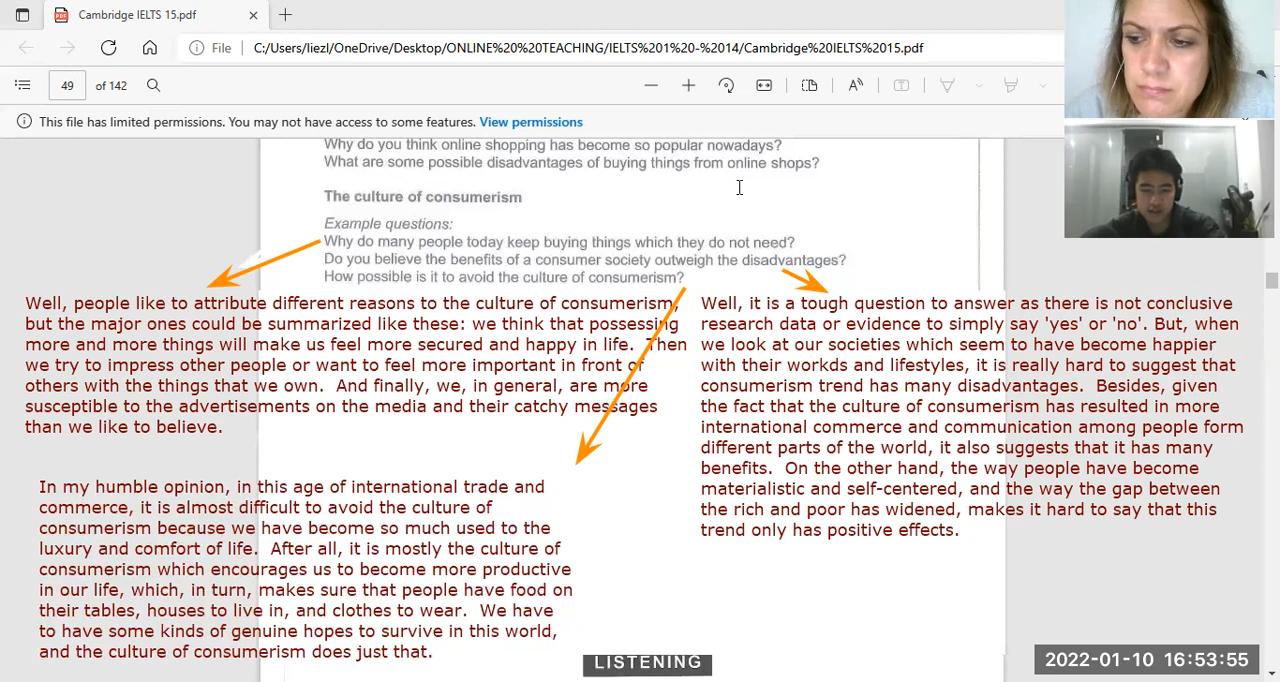 Cambridge IELTS 15.pdf
File
C:/Users/liezl/OneDrive/Desktop/ONLINE%20%20TEACHING/IELTS%201%20-%2014/Cambridge%20IELTS%2015.pdf
49 of 142
This file has limited permissions. You may not have access to some features. View permissions
Why do you think online shopping has become so popular nowadays?
What are some possible disadvantages of buying things from online shops?
The culture of consumerism
Example questions:
Why do many people today keep buying things which they do not need?
Do you believe the benefits of a consumer society outweigh the disadvantages?
How possible is it to avoid the culture of consumerism?
Well, people like to attribute different reasons to the culture of consumerism,
but the major ones could be summarized like these: we think that possessing
more and more things will make us feel more secured and happy in life.  Then
we try to impress other people or want to feel more important in front of
others with the things that we own.  And finally, we, in general, are more
susceptible to the advertisements on the media and their catchy messages
than we like to believe.
Well, it is a tough question to answer as there is not conclusive
research data or evidence to simply say 'yes' or 'no'. But, when
we look at our societies which seem to have become happier
with their workds and lifestyles, it is really hard to suggest that
consumerism trend has many disadvantages.  Besides, given
the fact that the culture of consumerism has resulted in more
international commerce and communication among people form
different parts of the world, it also suggests that it has many
benefits.  On the other hand, the way people have become
materialistic and self-centered, and the way the gap between
the rich and poor has widened, makes it hard to say that this
trend only has positive effects.
In my humble opinion, in this age of international trade and
commerce, it is almost difficult to avoid the culture of
consumerism because we have become so much used to the
luxury and comfort of life.  After all, it is mostly the culture of
consumerism which encourages us to become more productive
in our life, which, in turn, makes sure that people have food on
their tables, houses to live in, and clothes to wear.  We have
to have some kinds of genuine hopes to survive in this world,
and the culture of consumerism does just that.
LISTENING
2022-01-10 16:53:55